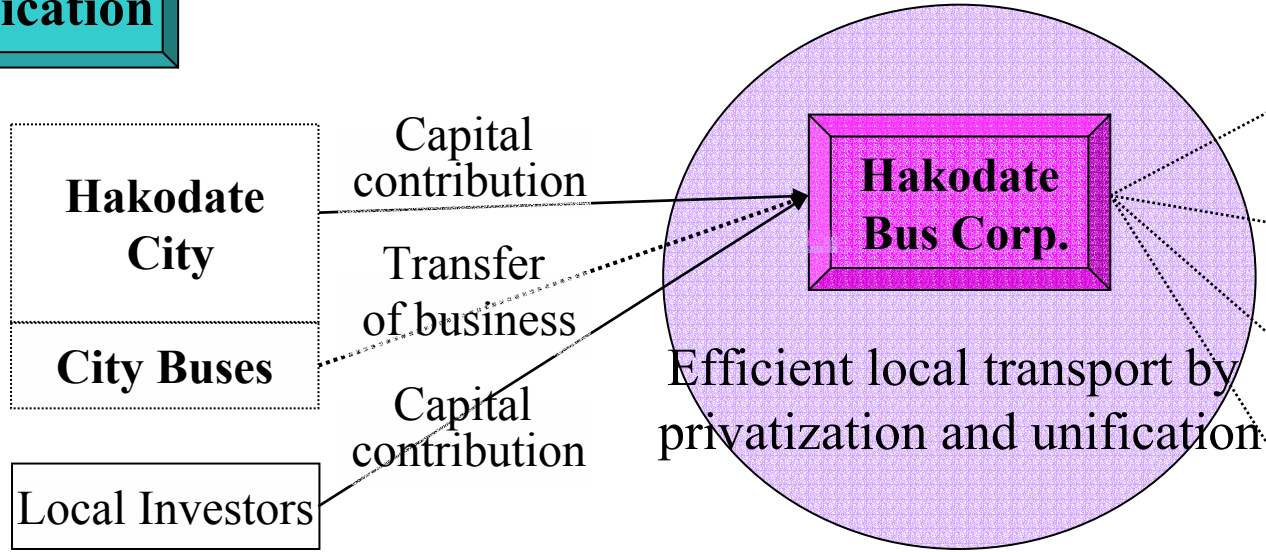 ication
Hakodate
City
City Buses
Local Investors
Capital
contribution
Transfer
of business
Capital
contribution
Hakodate
Bus Corp.
Efficient local transport by
privatization and unification